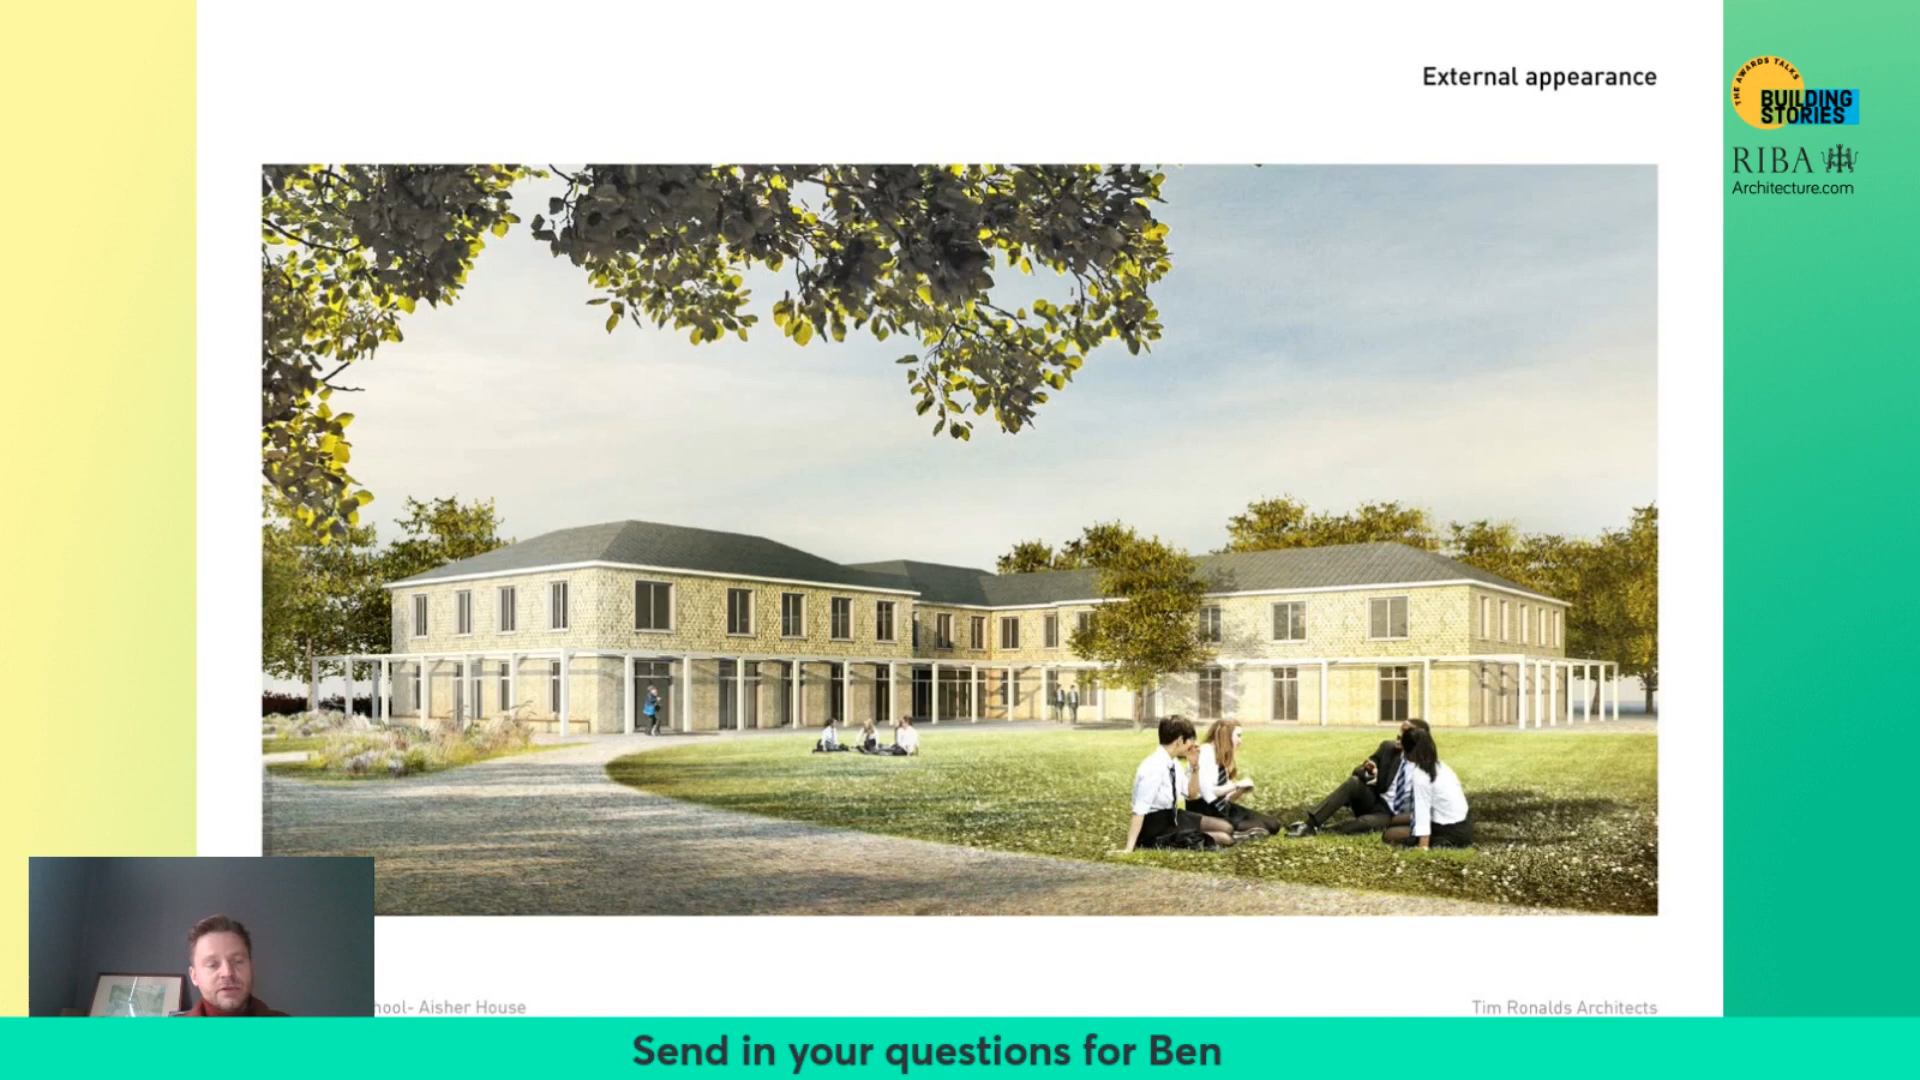 External appearance
THE AWARDS TALKS
BUILDING
STORIES
RIBA
Architecture.com
hool- Aisher House
Tim Ronalds Architects
Send in your questions for Ben